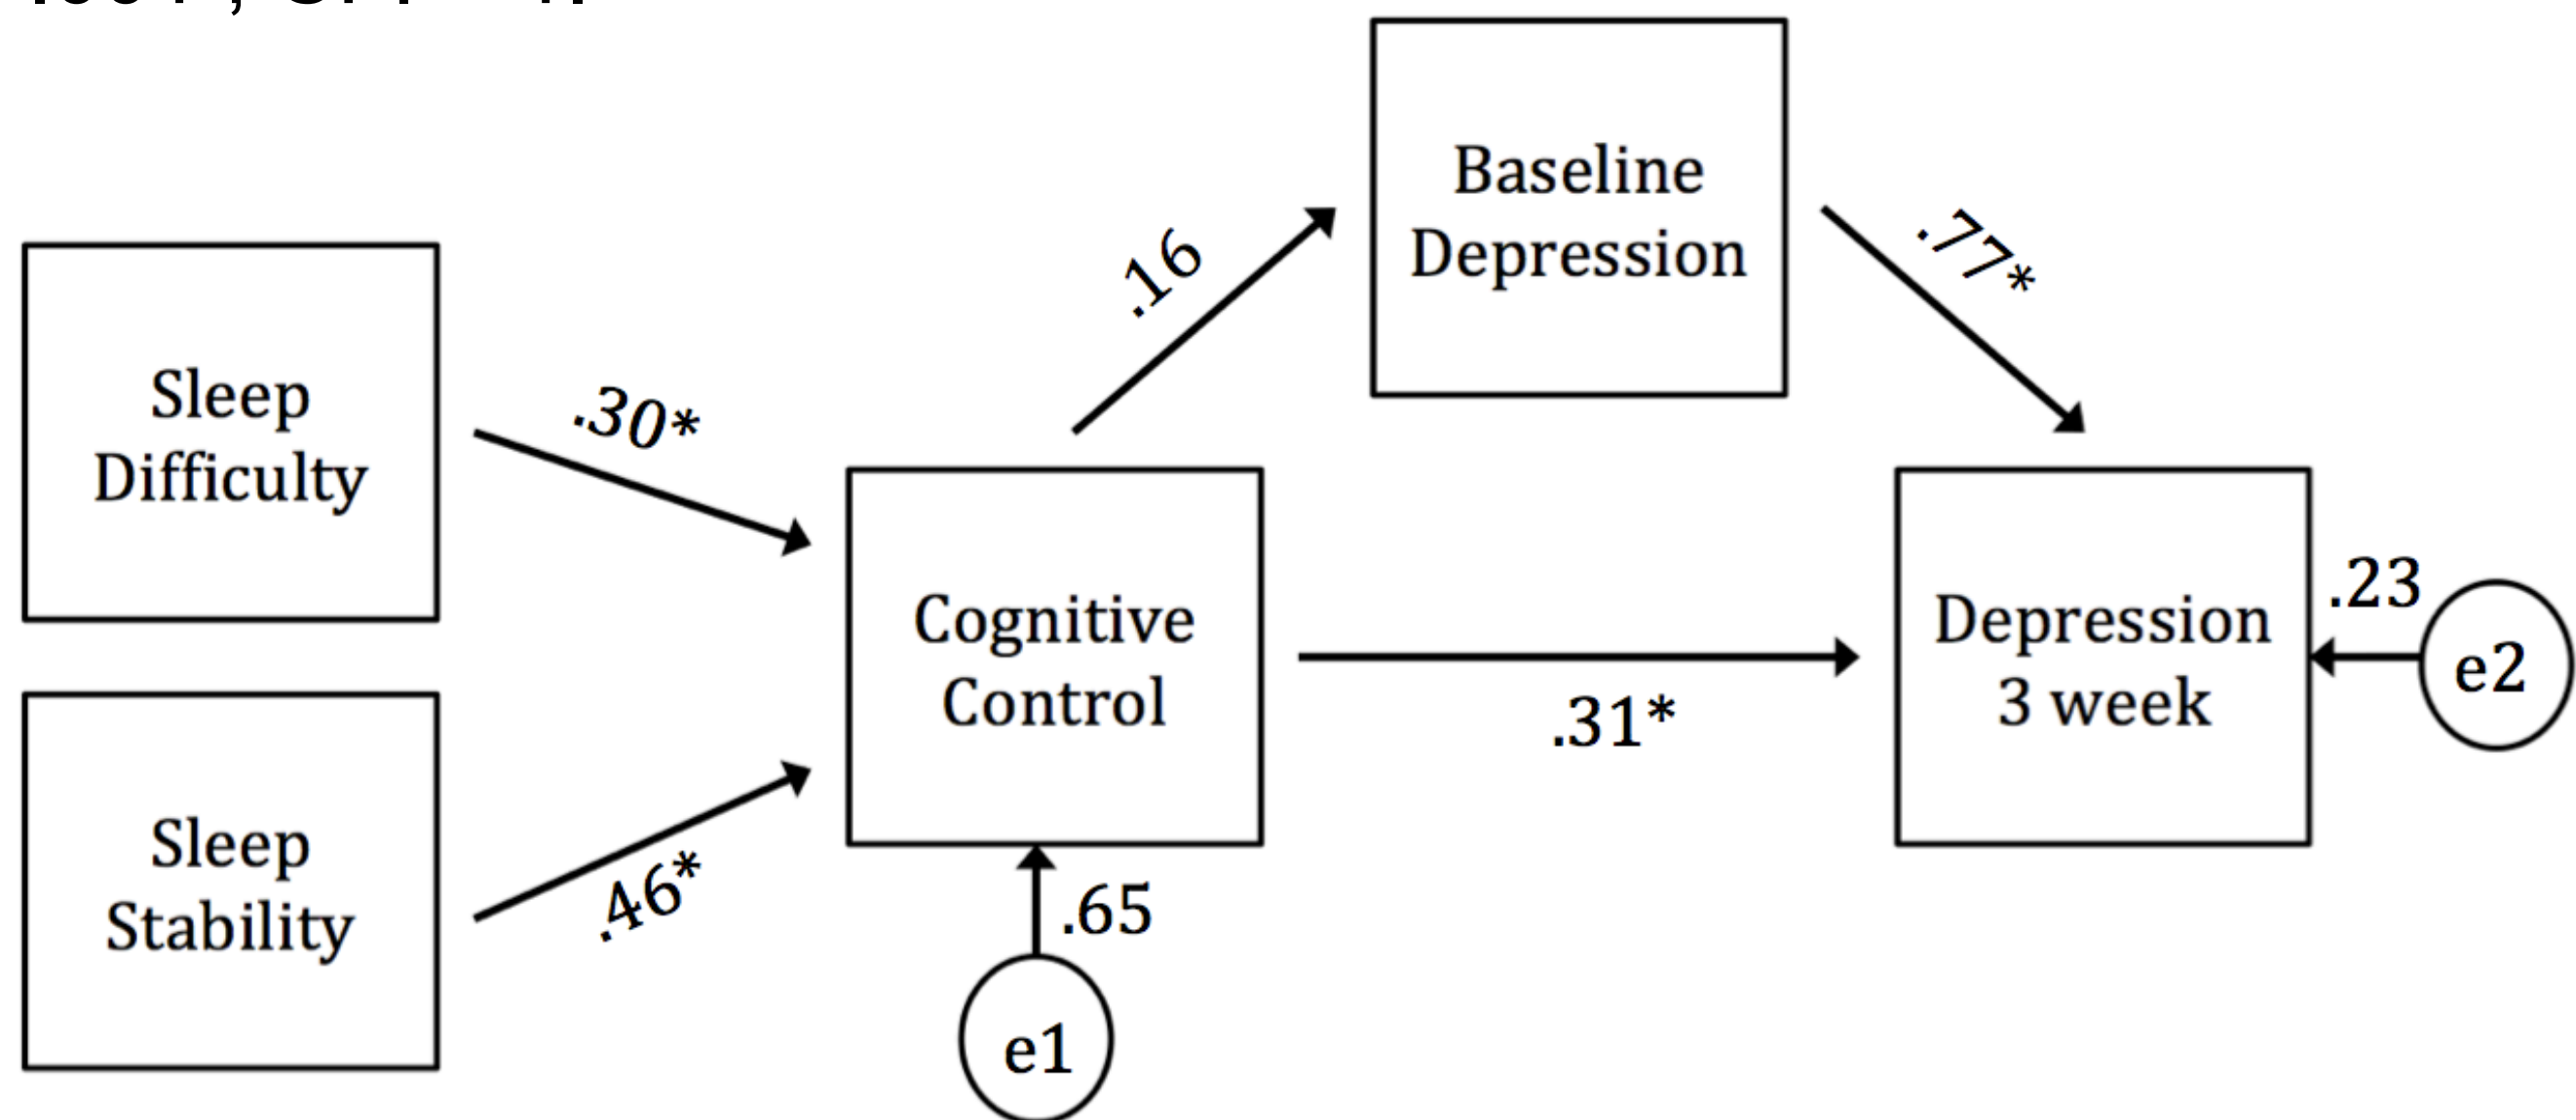 Baseline
Depression
.16
.77*
Sleep
Difficulty
.30*
Cognitive
Control
Depression
3 week
.23
e2
.31*
Sleep
Stability
.46*
.65
e1